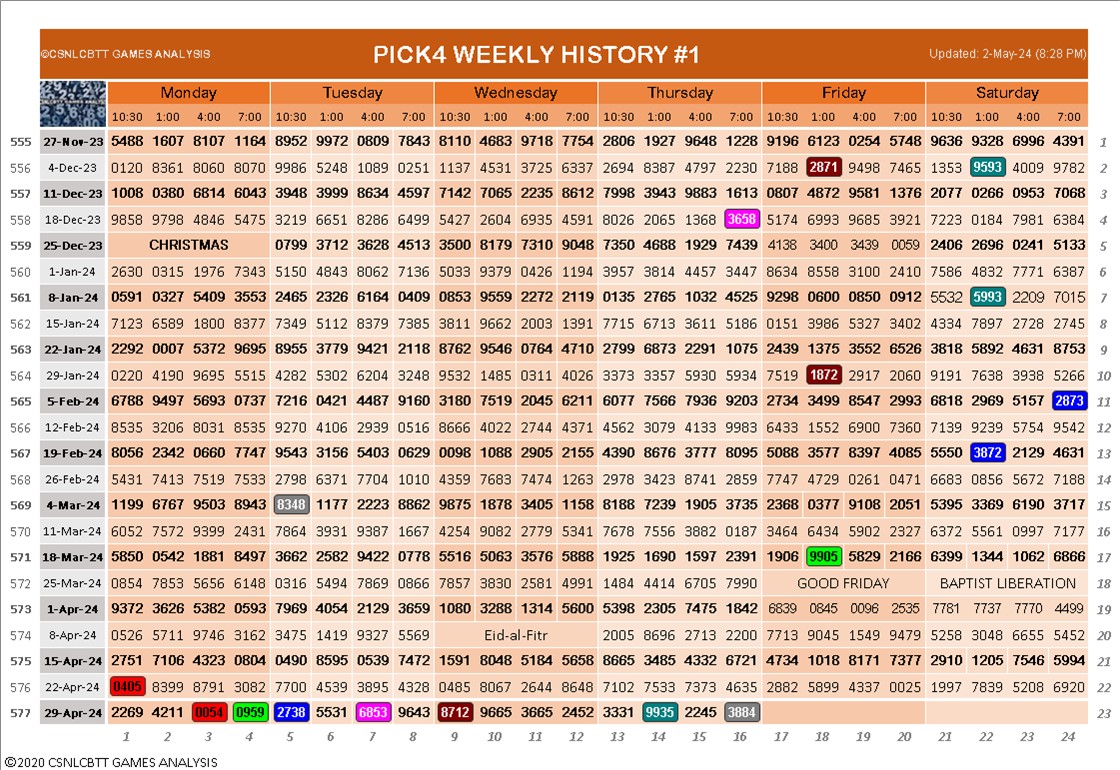 ©CSNLCBTT GAMES ANALYSIS PICK4 WEEKLY HISTORY #1 Updated: 2-May-24 (8:28 PM)
Monday Tuesday Wednesday Thursday Friday Saturday
10:30 1:00 4:00 7:00 10:30 1:00 4:00 7:00 10:30 1:00 4:00 7:00 10:30 1:00 4:00 7:00 10:30 1:00 4:00 7:00 10:30 1:00 4:00 7:00
555 27-Nov-23 5488 1607 8107 1164 8952 9972 0809 7843 8110 4683 9718 7754 2806 1927 9648 1228 9196 6123 0254 5748 9636 9328 6996 4391 1
556 4-Dec-23 0120 8361 8060 8070 9986 5248 1089 0251 1137 4531 3725 6337 2694 8387 4797 2230 7188 2871 9498 7465 1353 9593 4009 9782 2
557 11-Dec-23 1008 0380 6814 6043 3948 3999 8634 4597 7142 7065 2235 8612 7998 3943 9883 1613 0807 4872 9581 1376 2077 0266 0953 7068 3
558 18-Dec-23 9858 9798 4846 5475 3219 6651 8286 6499 5427 2604 6935 4591 8026 2065 1368 3658 5174 6993 9685 3921 7223 0184 7981 6384 4
559 25-Dec-23 CHRISTMAS 0799 3712 3628 4513 3500 8179 7310 9048 7350 4688 1929 7439 4138 3400 3439 0059 2406 2696 0241 5133 5
560 1-Jan-24 2630 0315 1976 7343 5150 4843 8062 7136 5033 9379 0426 1194 3957 3814 4457 3447 8634 8558 3100 2410 7586 4832 7771 6387 6
561 8-Jan-24 0591 0327 5409 3553 2465 2326 6164 0409 0853 9559 2272 2119 0135 2765 1032 4525 9298 0600 0850 0912 5532 5993 2209 7015 7
562 15-Jan-24 7123 6589 1800 8377 7349 5112 8379 7385 3811 9662 2003 1391 7715 6713 3611 5186 0151 3986 5327 3402 4334 7897 2728 2745 8
563 22-Jan-24 2292 0007 5372 9695 8955 3779 9421 2118 8762 9546 0764 4710 2799 6873 2291 1075 2439 1375 3552 6526 3818 5892 4631 8753 9
564 29-Jan-24 0220 4190 9695 5515 4282 5302 6204 3248 9532 1485 0311 4026 3373 3357 5930 5934 7519 1872 2917 2060 9191 7638 3938 5266 10
565 5-Feb-24 6788 9497 5693 0737 7216 0421 4487 9160 3180 7519 2045 6211 6077 7566 7936 9203 2734 3499 8547 2993 6818 2969 5157 2873 11
566 12-Feb-24 8535 3206 8031 8535 9270 4106 2939 0516 8666 4022 2744 4371 4562 3079 4133 9983 6433 1552 6900 7360 7139 9239 5754 9542 12
567 19-Feb-24 8056 2342 0660 7747 9543 3156 5403 0629 0098 1088 2905 2155 4390 8676 3777 8095 5088 3577 8397 4085 5550 3872 2129 4631 13
568 26-Feb-24 5431 7413 7519 7533 2798 6371 7704 1010 4359 7683 7474 1263 2978 3423 8741 2859 7747 4729 0261 0471 6683 0856 5672 7188 14
569 4-Mar-24 1199 6767 9503 8943 8348 1177 2223 8862 9875 1878 3405 1158 8188 7239 1905 3735 2368 0377 9108 2051 5395 3369 6190 3717 15
570 11-Mar-24 6052 7572 9399 2431 7864 3931 9387 1667 4254 9082 2779 5341 7678 7556 3882 0187 3464 6434 5902 2327 6372 5561 0997 7177 16
571 18-Mar-24 5850 0542 1881 8497 3662 2582 9422 0778 5516 5063 3576 5888 1925 1690 1597 2391 1906 9905 5829 2166 6399 1344 1062 6866 17
572 25-Mar-24 0854 7853 5656 6148 0316 5494 7869 0866 7857 3830 2581 4991 1484 4414 6705 7990 GOOD FRIDAY BAPTIST LIBERATION 18
573 1-Apr-24 9372 3626 5382 0593 7969 4054 2129 3659 1080 3288 1314 5600 5398 2305 7475 1842 6839 0845 0096 2535 7781 7737 7770 4499 19
574 8-Apr-24 0526 5711 9746 3162 3475 1419 9327 5569 Eid-al-Fitr 2005 8696 2713 2200 7713 9045 1549 9479 5258 3048 6655 5452 20
575 15-Apr-24 2751 7106 4323 0804 0490 8595 0539 7472 1591 8048 5184 5658 8665 3485 4332 6721 4734 1018 8171 7377 2910 1205 7546 5994 21
576 22-Apr-24 0405 8399 8791 3082 7700 4539 3895 4328 0485 8067 2644 8648 7102 7533 7373 4635 2882 5899 4337 0025 1997 7839 5208 6920 22
577 29-Apr-24 2269 4211 0054 0959 2738 5531 6853 9643 8712 9665 3665 2452 3331 9935 2245 3884 23
1 2 3 4 5 6 7 8 9 10 11 12 13 14 15 16 17 18 19 20 21 22 23 24
©2020 CSNLCBTT GAMES ANALYSIS